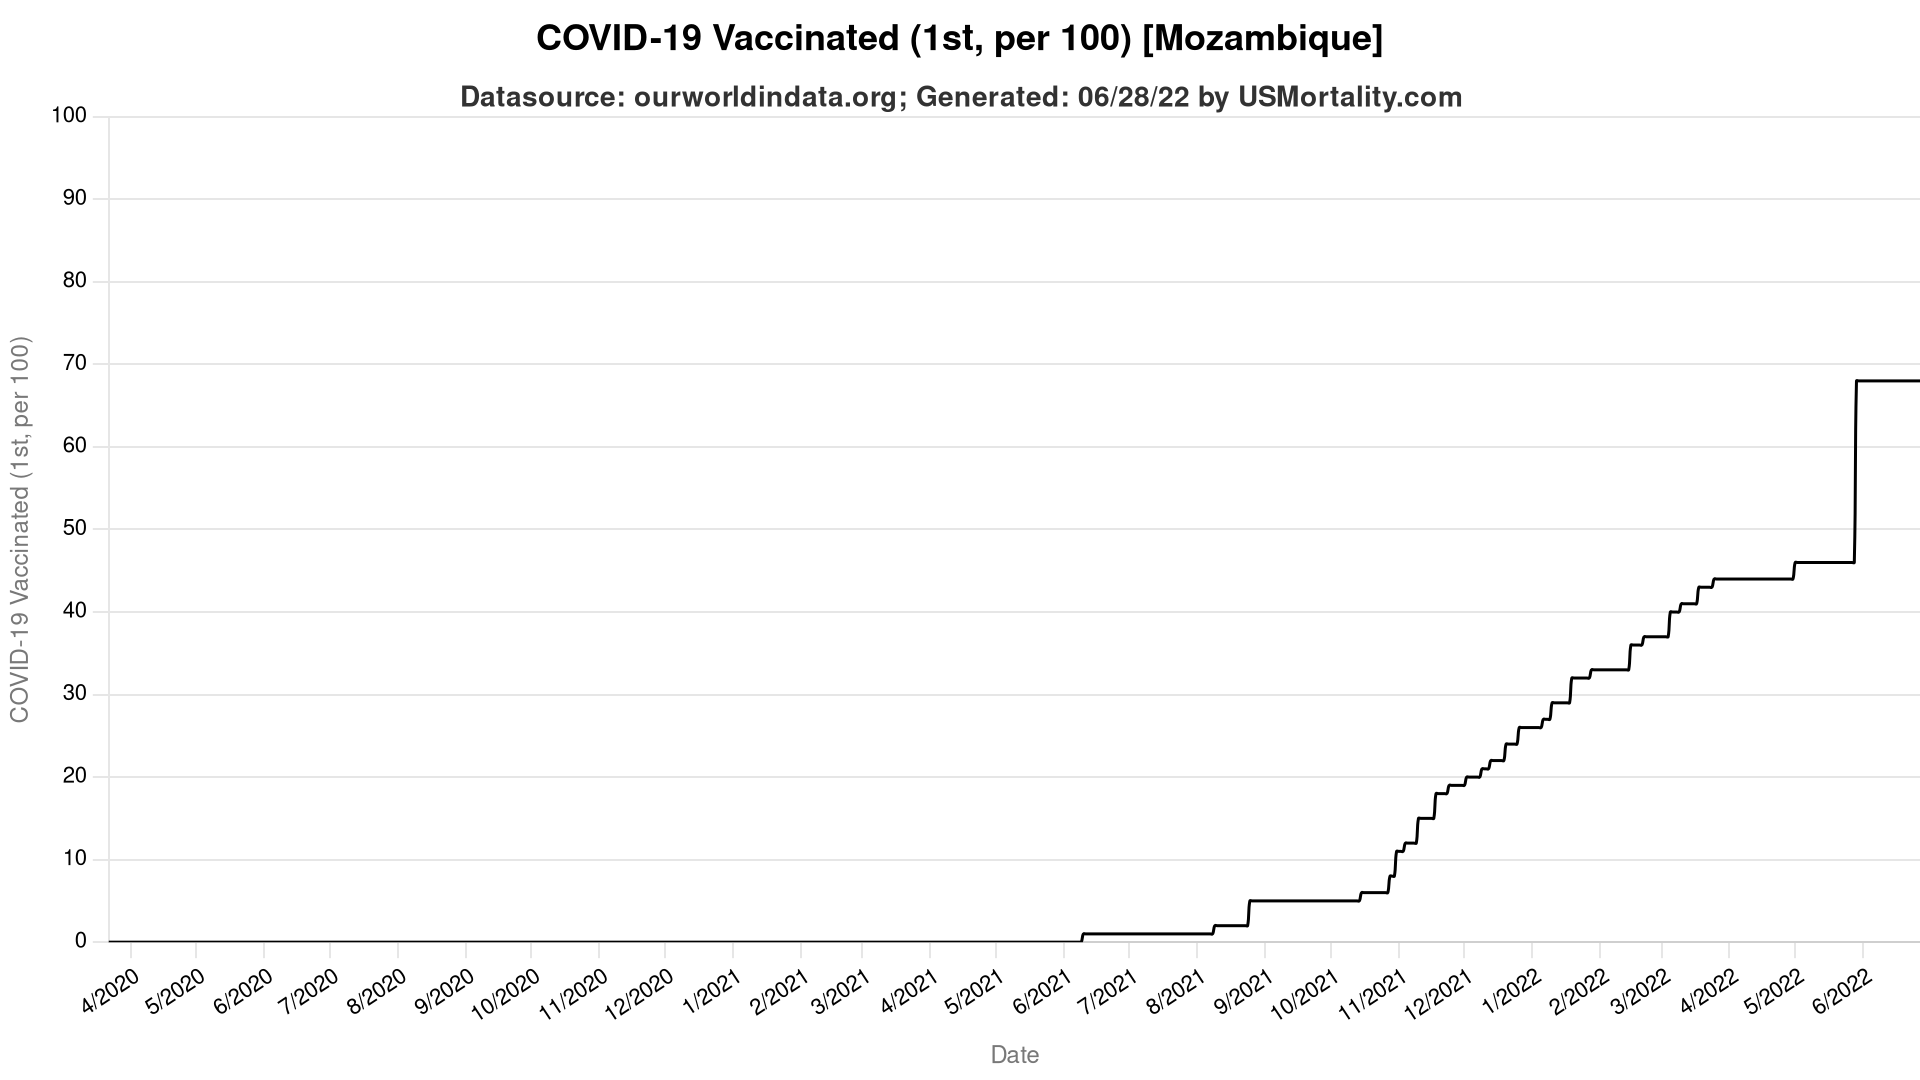 COVID-19 Vaccinated (1st, per 100) [Mozambique]
Datasource: ourworldindata.org; Generated: 06/28/22 by USMortality.com
COVID-19 Vaccinated (1st, per 100)
100
90
80
70
60
50
40
30
20
10
0
4/2020 5/2020 6/2020 7/2020 8/2020 9/2020 10/2020 11/2020 12/2020 1/2021 2/2021 3/2021 4/2021 5/2021 6/2021 7/2021 8/2021 9/2021 10/2021 11/2021 12/2021 1/2022 2/2022 3/2022 4/2022 5/2022 6/2022
Date